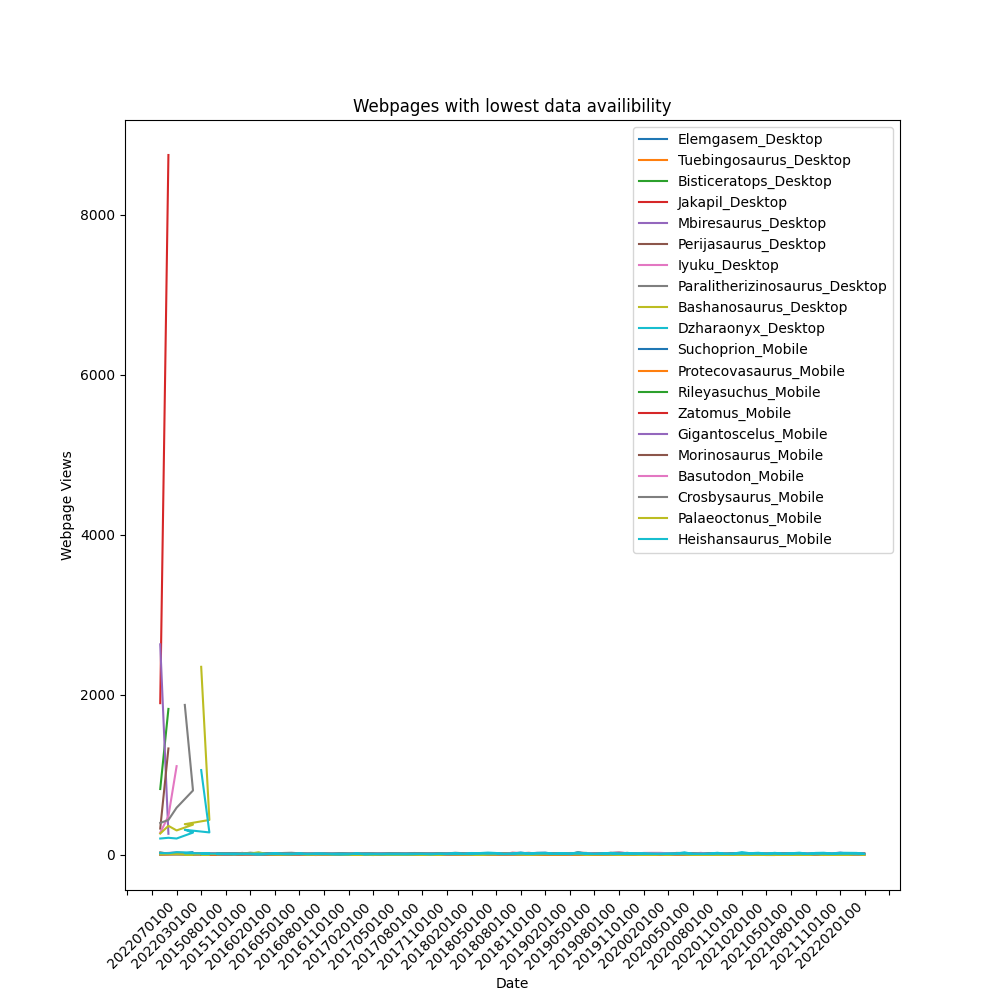 Webpages with lowest data availibility
Elemgasem_Desktop
Tuebingosaurus_Desktop
Bisticeratops_Desktop
Jakapil_Desktop
Mbiresaurus_Desktop
Perijasaurus_Desktop
Iyuku_Desktop
Paralitherizinosaurus_Desktop
Bashanosaurus_Desktop
Dzharaonyx_Desktop
Suchoprion_Mobile
Protecovasaurus_Mobile
Rileyasuchus_Mobile
Zatomus_Mobile
Gigantoscelus_Mobile
Morinosaurus_Mobile
Basutodon_Mobile
Crosbysaurus_Mobile
Palaeoctonus_Mobile
Heishansaurus_Mobile
8000
6000
4000
2000
0
Webpage Views
2022070100
2022030100
2015080100
2015110100
2016020100
2016050100
2016080100
2016110100
2017020100
2017050100
2017080100
2017110100
2018020100
2018050100
2018080100
2018110100
2019020100
2019050100
2019080100
2019110100
2020020100
2020050100
2020080100
2020110100
2021020100
2021050100
2021080100
2021110100
2022020100
Date